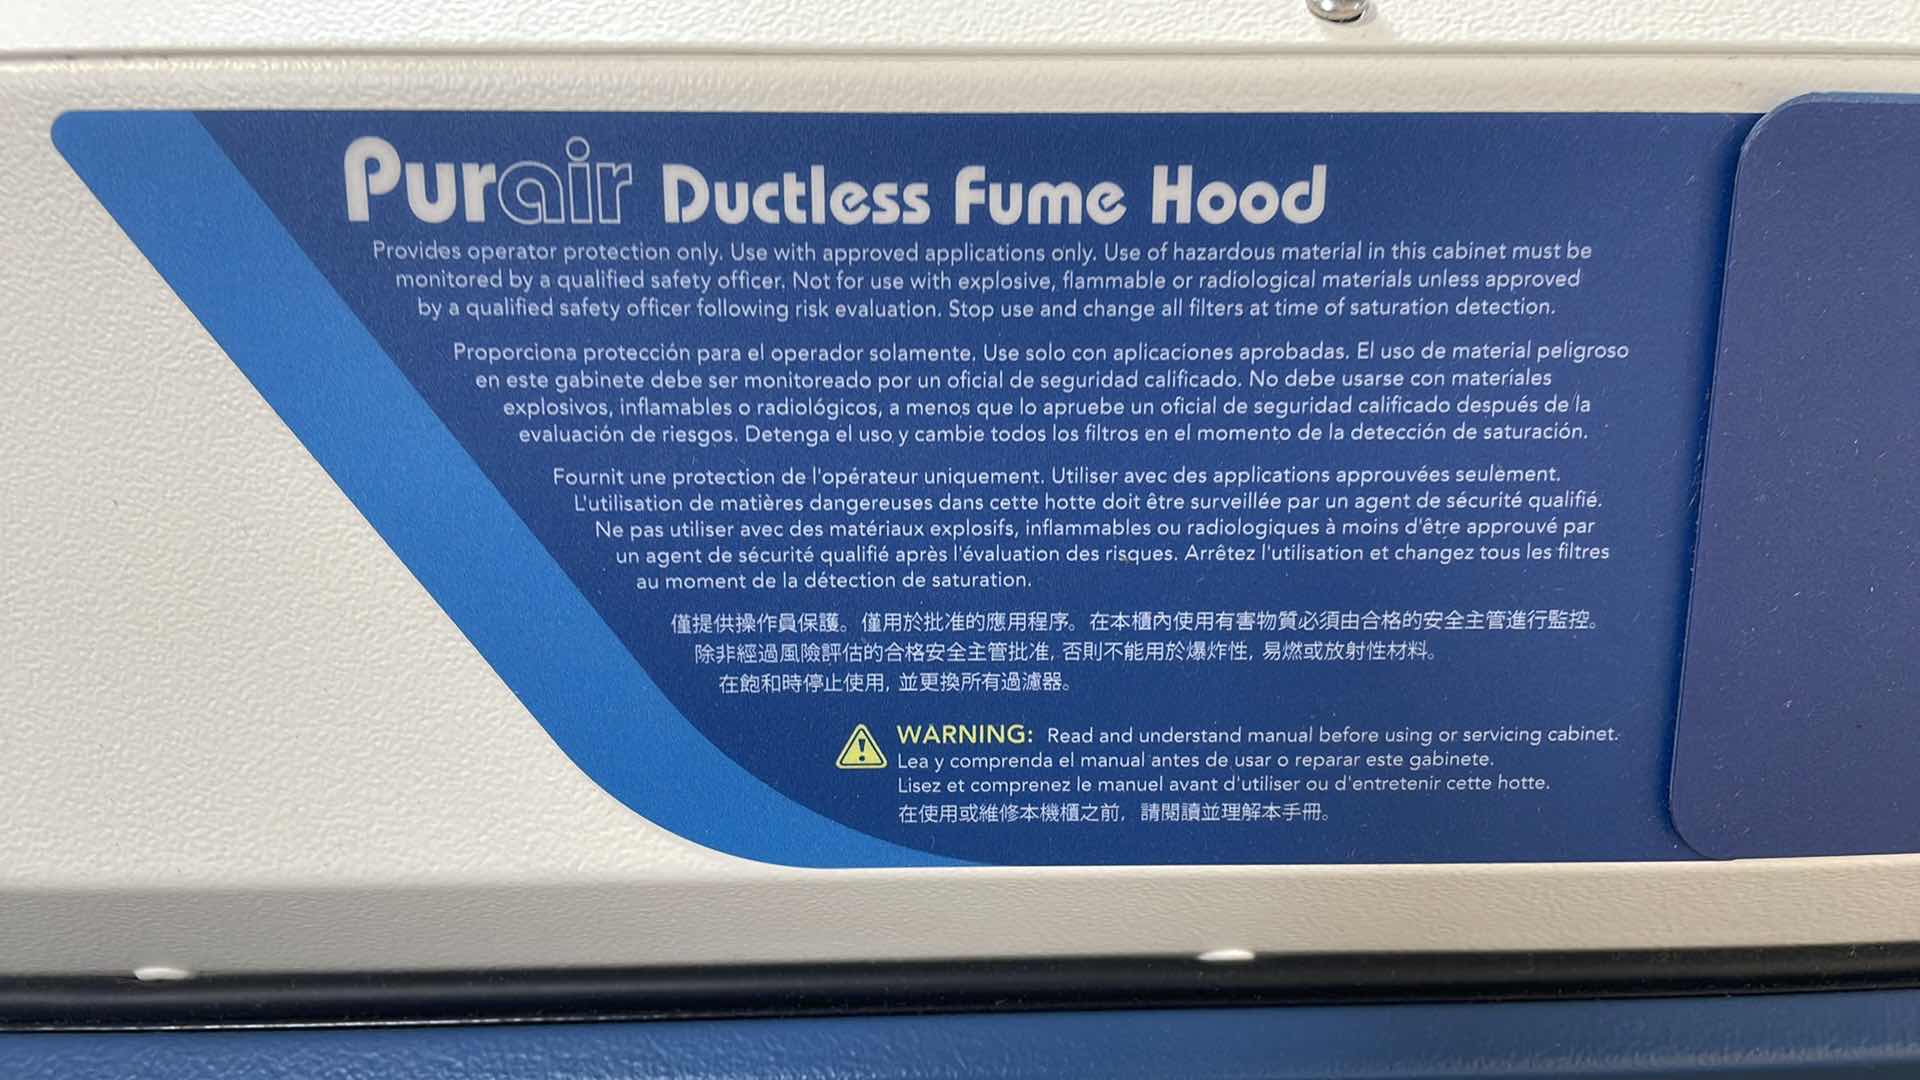 Purair Ductless Fume Hood
Provides operator protection only. Use with approved applications only. Use of hazardous material in this cabinet must be
monitored by a qualified safety officer. Not for use with explosive, flammable or radiological materials unless approved
by a qualified safety officer following risk evaluation. Stop use and change all filters at time of saturation detection.
Proporciona protección para el operador solamente. Use solo con aplicaciones aprobadas. El uso de material peligroso
en este gabinete debe ser monitoreado por un oficial de seguridad calificado. No debe usarse con materiales
explosivos, inflamables o radiológicos, a menos que lo apruebe un oficial de seguridad calificado después de la
evaluación de riesgos. Detenga el uso y cambie todos los filtros en el momento de la detección de saturación.
Fournit une protection de l'opérateur uniquement. Utiliser avec des applications approuvées seulement.
L'utilisation de matières dangereuses dans cette hotte doit être surveillée par un agent de sécurité qualifié.
Ne pas utiliser avec des matériaux explosifs, inflammables ou radiologiques à moins d'être approuvé par
un agent de sécurité qualifié après l'évaluation des risques. Arrêtez l'utilisation et changez tous les filtres
au moment de la détection de saturation.
僅提供操作員保護。僅用於批准的應用程序。在本櫃內使用有害物質必須由合格的安全主管進行監控。
除非經過風險評估的合格安全主管批准, 否則不能用於爆炸性, 易燃或放射性材料。
在飽和時停止使用, 並更換所有過濾器。
WARNING: Read and understand manual before using or servicing cabinet.
Lea y comprenda el manual antes de usar o reparar este gabinete.
Lisez et comprenez le manuel avant d'utiliser ou d'entretenir cette hotte.
在使用或維修本機櫃之前, 請閱讀並理解本手冊。